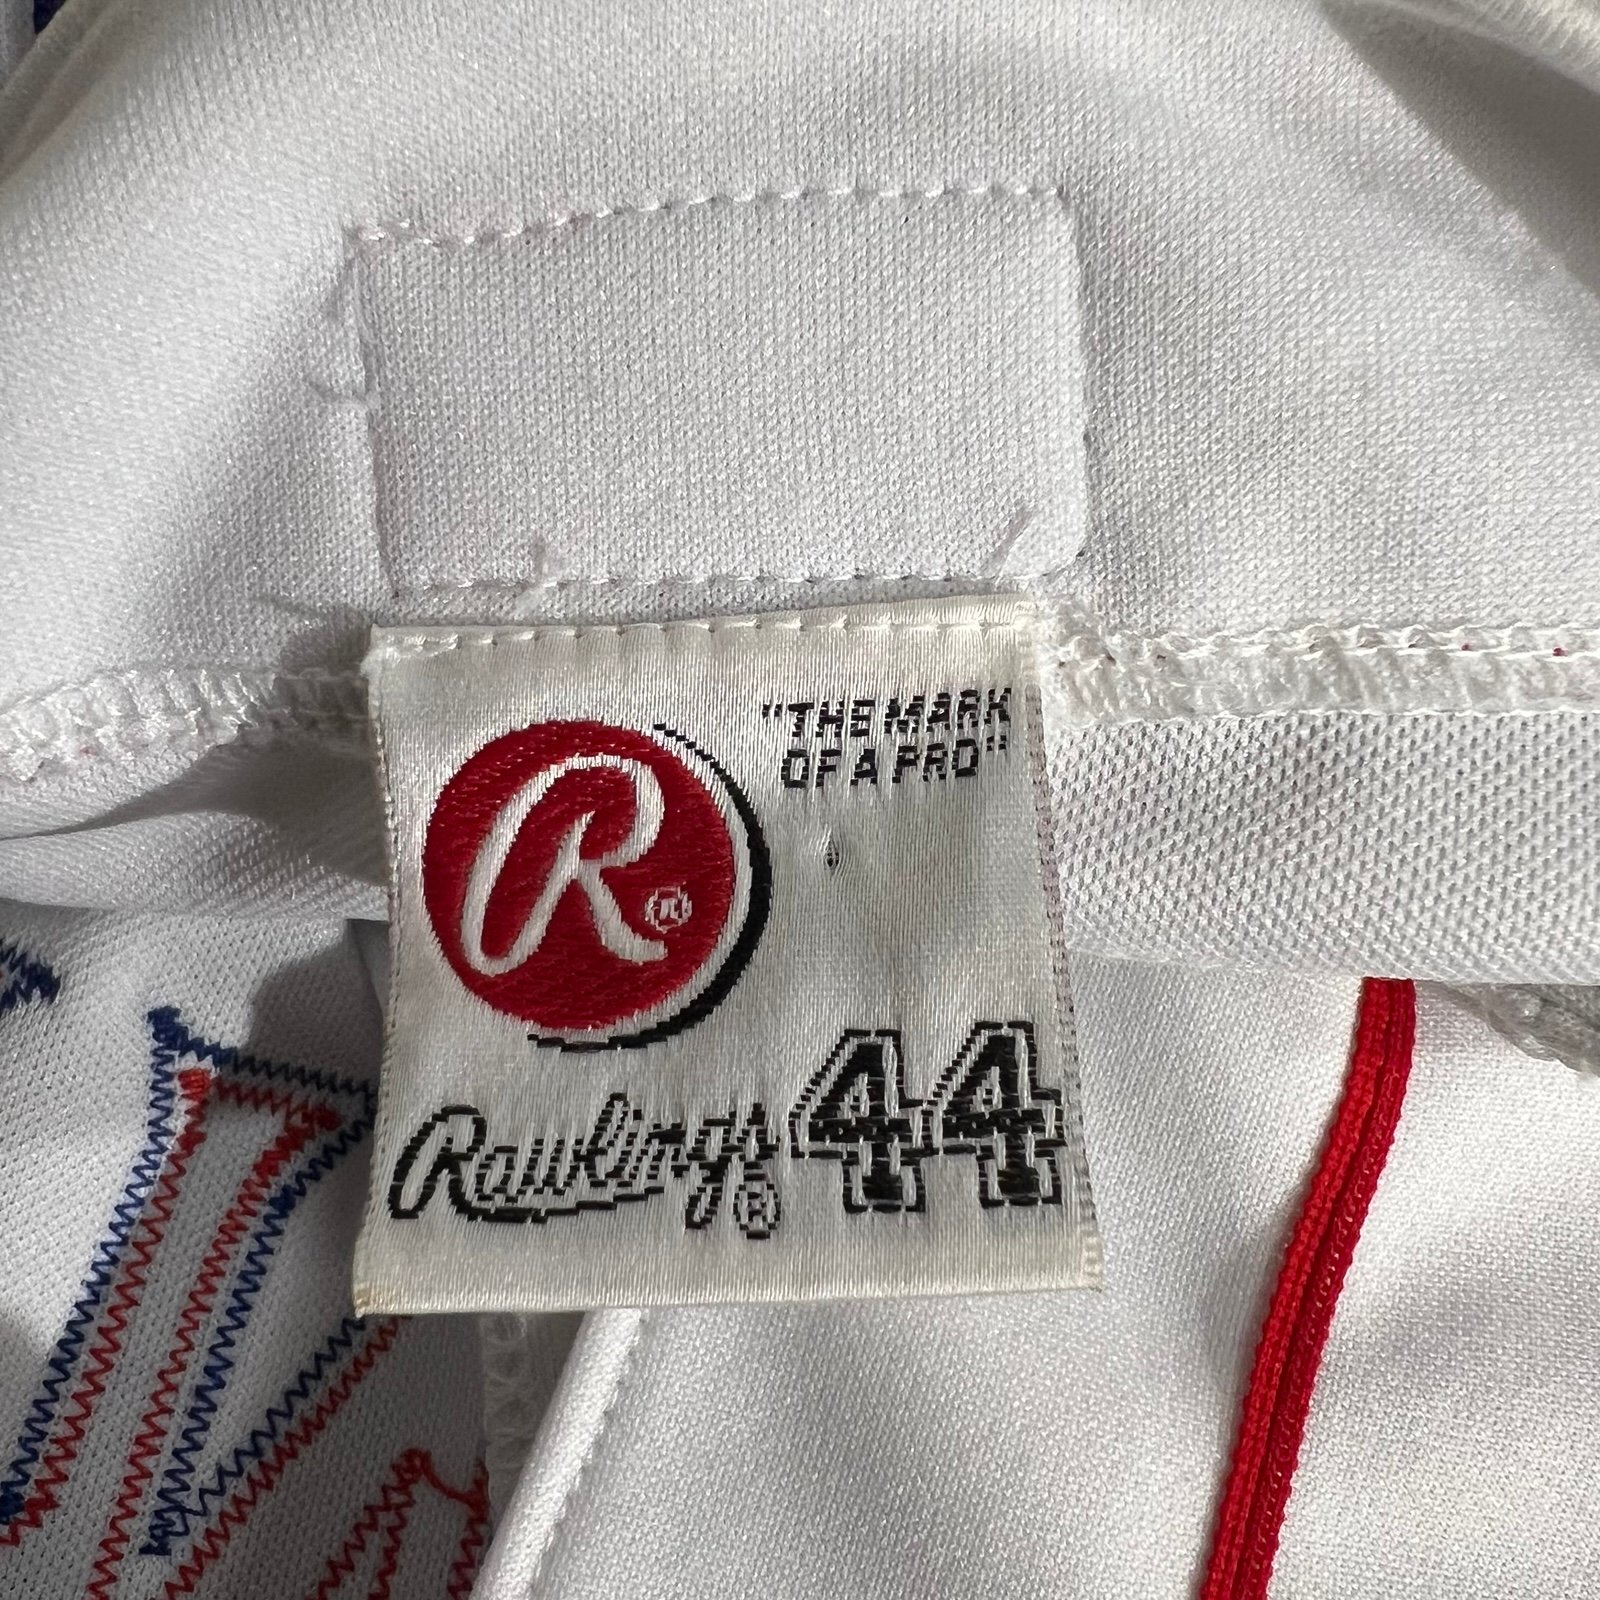 "THE MARK
OF A PRO"
R®
Rawlings® 44